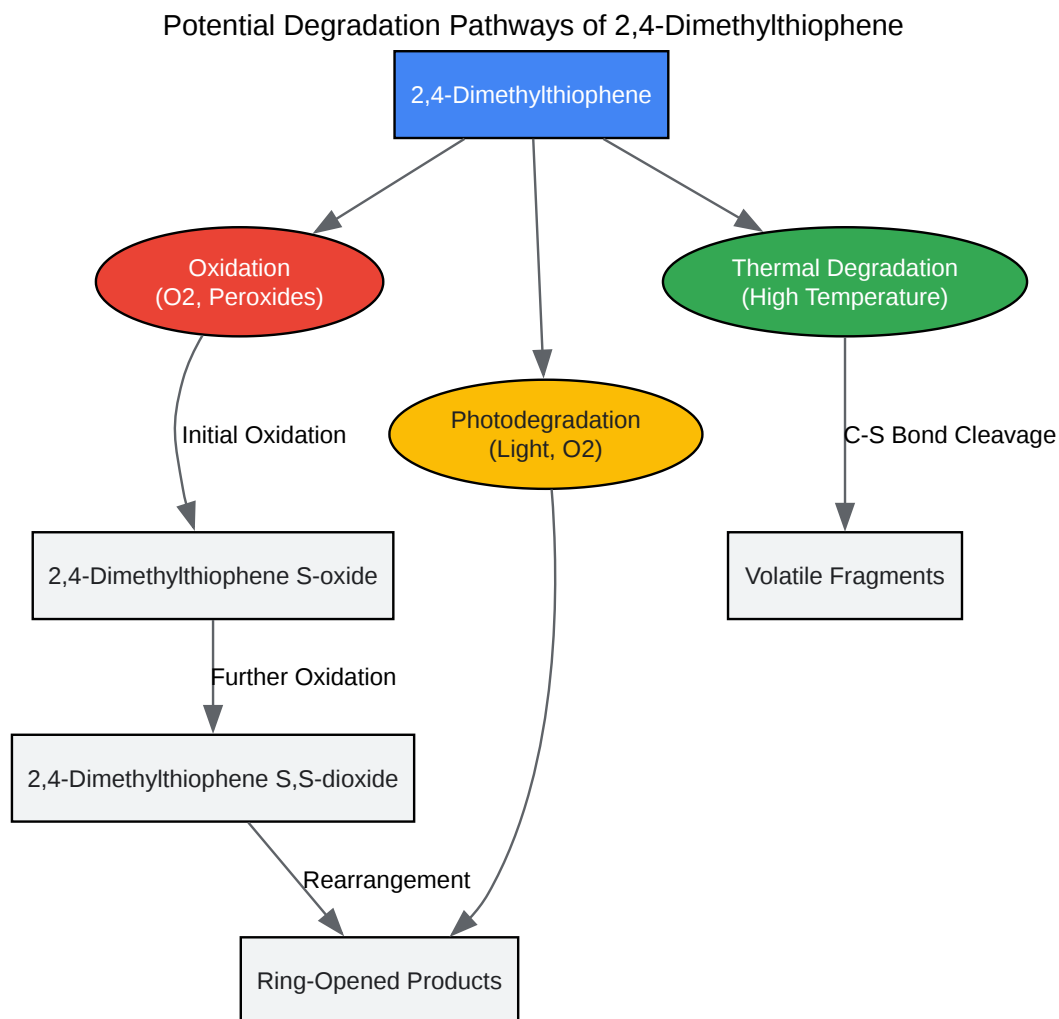 Potential Degradation Pathways of 2,4-Dimethylthiophene
2,4-Dimethylthiophene
Oxidation
(O2, Peroxides)
Thermal Degradation
(High Temperature)
Photodegradation
(Light, O2)
Initial Oxidation
C-S Bond Cleavage
2,4-Dimethylthiophene S-oxide
Volatile Fragments
Further Oxidation
2,4-Dimethylthiophene S,S-dioxide
Rearrangement
Ring-Opened Products